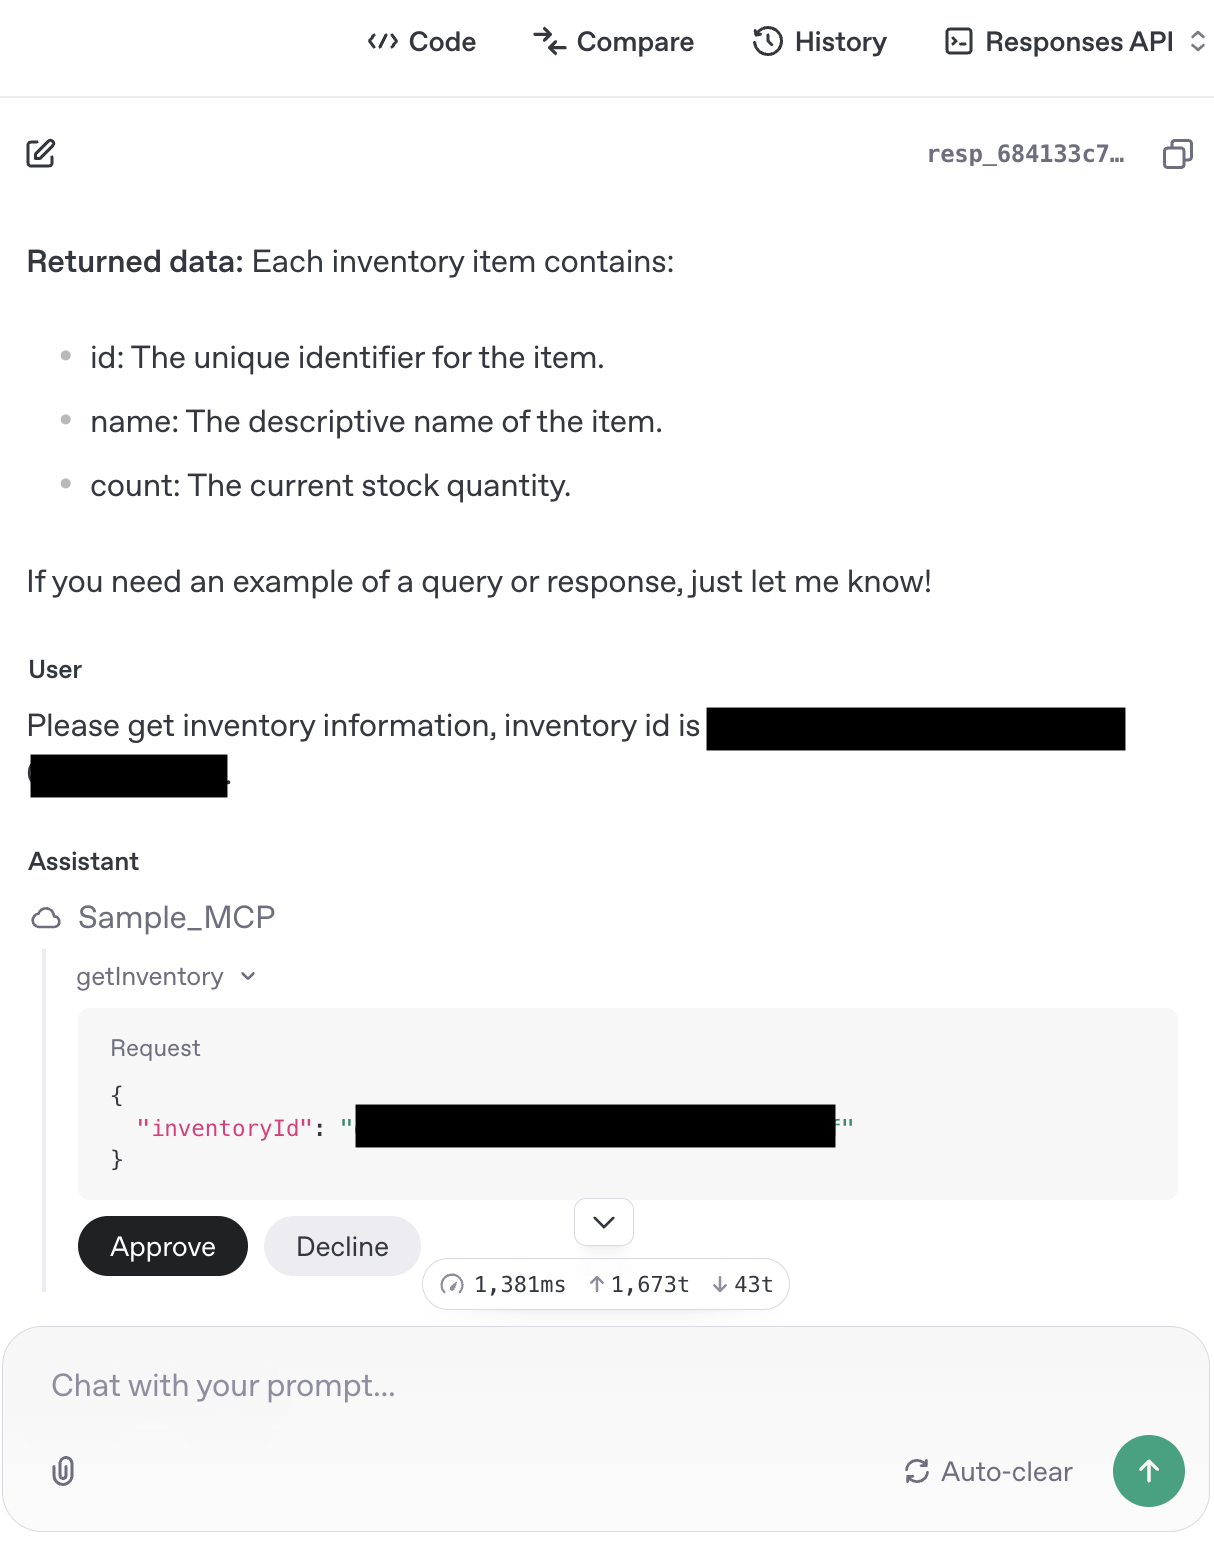 Code Compare History Responses API
resp_684133c7…
Returned data: Each inventory item contains:
id: The unique identifier for the item.
name: The descriptive name of the item.
count: The current stock quantity.
If you need an example of a query or response, just let me know!
User
Please get inventory information, inventory id is
.
Assistant
Sample_MCP
getInventory
Request
{
"inventoryId": "f"
}
Approve Decline
1,381ms ↑1,673t ↓43t
Chat with your prompt...
Auto-clear